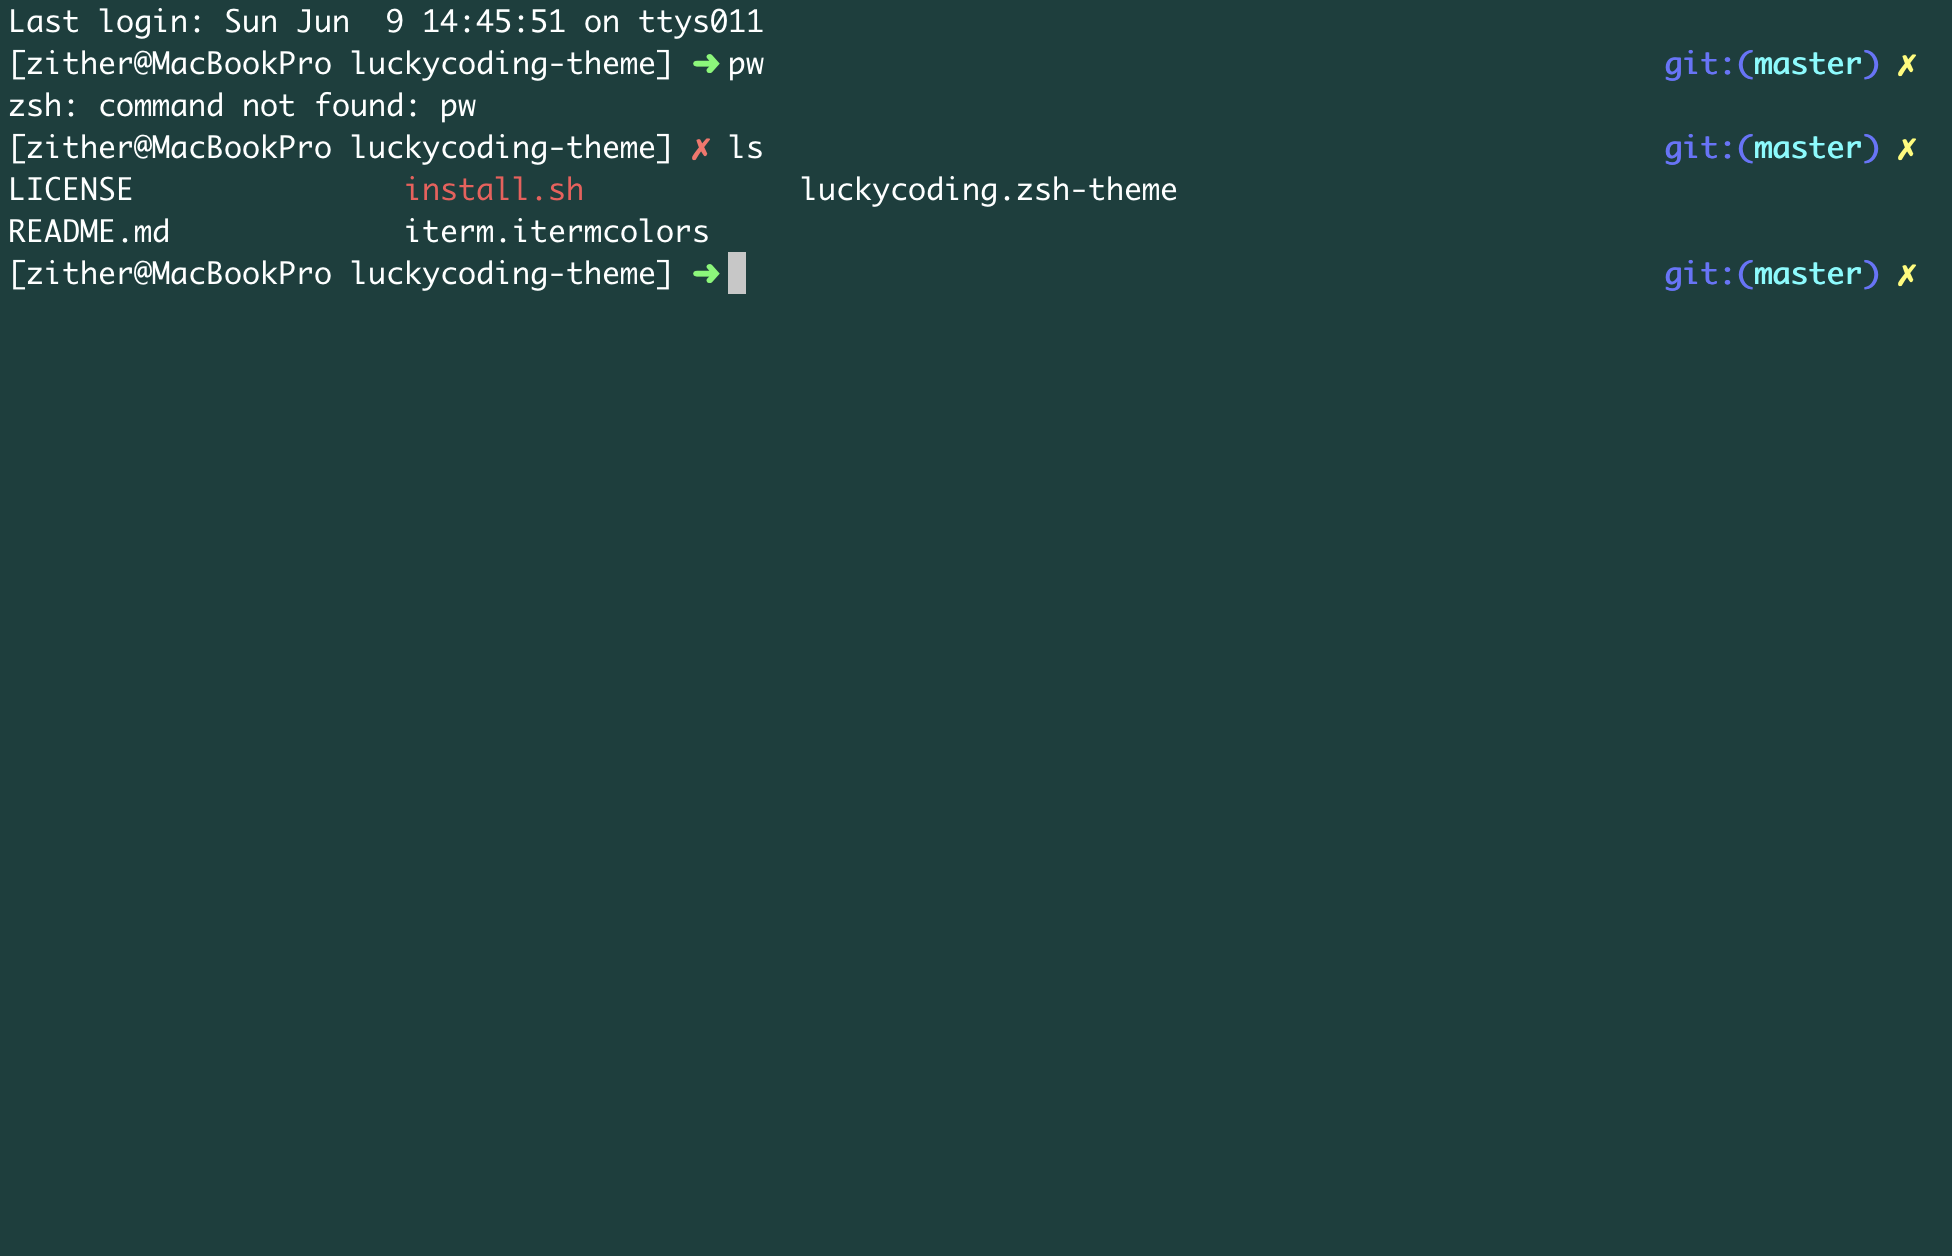 Last login: Sun Jun  9 14:45:51 on ttys011
[zither@MacBookPro luckycoding-theme] ➜ pw git:(master) ✗
zsh: command not found: pw
[zither@MacBookPro luckycoding-theme] ✗ ls git:(master) ✗
LICENSE install.sh luckycoding.zsh-theme
README.md iterm.itermcolors
[zither@MacBookPro luckycoding-theme] ➜ git:(master) ✗